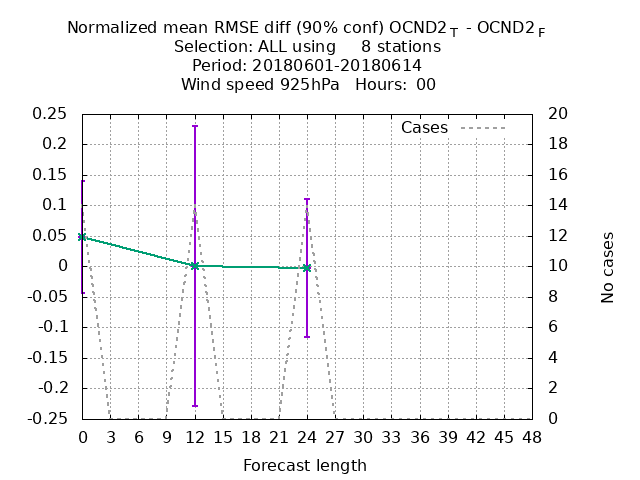 Normalized mean RMSE diff (90% conf) OCND2 T - OCND2 F
Selection: ALL using     8 stations
Period: 20180601-20180614
Wind speed 925hPa   Hours: 00
Cases
0.25
0.2
0.15
0.1
0.05
0
-0.05
-0.1
-0.15
-0.2
-0.25
20
18
16
14
12
10
8
6
4
2
0
No cases
0 3 6 9 12 15 18 21 24 27 30 33 36 39 42 45 48
Forecast length